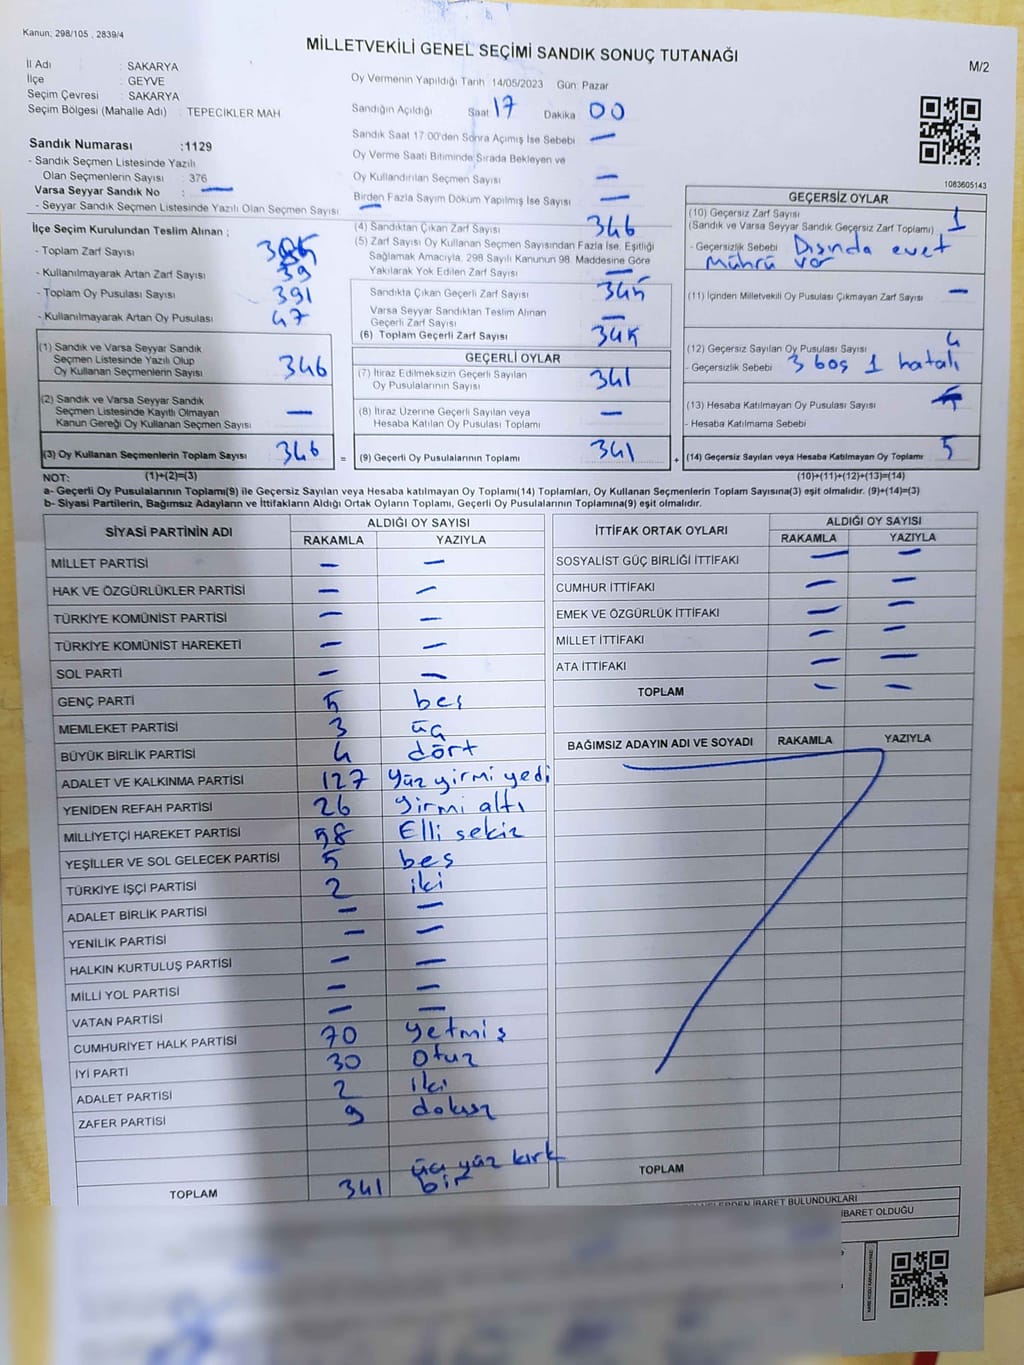 Kanun; 298/105 , 2839/4
MİLLETVEKİLİ GENEL SEÇİMİ SANDIK SONUÇ TUTANAĞI
M/2
İl Adı : SAKARYA
İlçe : GEYVE
Seçim Çevresi : SAKARYA
Seçim Bölgesi (Mahalle Adı) : TEPECİKLER MAH
Sandık Numarası :1129
- Sandık Seçmen Listesinde Yazılı
Olan Seçmenlerin Sayısı : 376
Varsa Seyyar Sandık No : —
- Seyyar Sandık Seçmen Listesinde Yazılı Olan Seçmen Sayısı —
Oy Vermenin Yapıldığı Tarih :14/05/2023 Gün: Pazar
Sandığın Açıldığı Saat 17 Dakika 00
Sandık Saat 17.00'den Sonra Açımış İse Sebebi —
Oy Verme Saati Bitiminde Sırada Bekleyen ve
Oy Kullandırılan Seçmen Sayısı —
Birden Fazla Sayım Döküm Yapılmış İse Sayısı —
1083605143
İlçe Seçim Kurulundan Teslim Alınan ;
- Toplam Zarf Sayısı :
- Kullanılmayarak Artan Zarf Sayısı : 39
- Toplam Oy Pusulası Sayısı : 391
- Kullanılmayarak Artan Oy Pusulası : 47
(1) Sandık ve Varsa Seyyar Sandık
Seçmen Listesinde Yazılı Olup
Oy Kullanan Seçmenlerin Sayısı : 346
(2) Sandık ve Varsa Seyyar Sandık
Seçmen Listesinde Kayıtlı Olmayan
Kanun Gereği Oy Kullanan Seçmen Sayısı : —
(3) Oy Kullanan Seçmenlerin Toplam Sayısı : 346
(4) Sandıktan Çıkan Zarf Sayısı : 346
(5) Zarf Sayısı Oy Kullanan Seçmen Sayısından Fazla İse, Eşitliği
Sağlamak Amacıyla, 298 Sayılı Kanunun 98. Maddesine Göre
Yakılarak Yok Edilen Zarf Sayısı : —
Sandıkta Çıkan Geçerli Zarf Sayısı : 345
Varsa Seyyar Sandıktan Teslim Alınan
Geçerli Zarf Sayısı : —
(6) Toplam Geçerli Zarf Sayısı : 345
GEÇERLİ OYLAR
(7) İtiraz Edilmeksizin Geçerli Sayılan
Oy Pusulalarının Sayısı : 341
(8) İtiraz Üzerine Geçerli Sayılan veya
Hesaba Katılan Oy Pusulası Toplamı : —
= (9) Geçerli Oy Pusulalarının Toplamı : 341
GEÇERSİZ OYLAR
(10) Geçersiz Zarf Sayısı : 1
(Sandık ve Varsa Seyyar Sandık Geçersiz Zarf Toplamı)
- Geçersizlik Sebebi Dışında evet
mührü var
(11) İçinden Milletvekili Oy Pusulası Çıkmayan Zarf Sayısı : —
(12) Geçersiz Sayılan Oy Pusulası Sayısı : 4
- Geçersizlik Sebebi 3 boş 1 hatalı
(13) Hesaba Katılmayan Oy Pusulası Sayısı :
- Hesaba Katılmama Sebebi
+ (14) Geçersiz Sayılan veya Hesaba Katılmayan Oy Toplamı : 5
NOT: (1)+(2)=(3) (10)+(11)+(12)+(13)=(14)
a- Geçerli Oy Pusulalarının Toplamı(9) ile Geçersiz Sayılan veya Hesaba katılmayan Oy Toplamı(14) Toplamları, Oy Kullanan Seçmenlerin Toplam Sayısına(3) eşit olmalıdır. (9)+(14)=(3)
b- Siyasi Partilerin, Bağımsız Adayların ve İttifakların Aldığı Ortak Oyların Toplamı, Geçerli Oy Pusulalarının Toplamına(9) eşit olmalıdır.
SİYASİ PARTİNİN ADI ALDIĞI OY SAYISI
RAKAMLA YAZIYLA
MİLLET PARTİSİ — —
HAK VE ÖZGÜRLÜKLER PARTİSİ — —
TÜRKİYE KOMÜNİST PARTİSİ — —
TÜRKİYE KOMÜNİST HAREKETİ — —
SOL PARTİ — —
GENÇ PARTİ 5 beş
MEMLEKET PARTİSİ 3 üç
BÜYÜK BİRLİK PARTİSİ 4 dört
ADALET VE KALKINMA PARTİSİ 127 Yüz yirmi yedi
YENİDEN REFAH PARTİSİ 26 yirmi altı
MİLLİYETÇİ HAREKET PARTİSİ 58 Elli sekiz
YEŞİLLER VE SOL GELECEK PARTİSİ 5 beş
TÜRKİYE İŞÇİ PARTİSİ 2 iki
ADALET BİRLİK PARTİSİ — —
YENİLİK PARTİSİ — —
HALKIN KURTULUŞ PARTİSİ — —
MİLLİ YOL PARTİSİ — —
VATAN PARTİSİ — —
CUMHURİYET HALK PARTİSİ 70 yetmiş
İYİ PARTİ 30 otuz
ADALET PARTİSİ 2 iki
ZAFER PARTİSİ 9 dokuz
TOPLAM 341 üç yüz kırk
bir
İTTİFAK ORTAK OYLARI ALDIĞI OY SAYISI
RAKAMLA YAZIYLA
SOSYALİST GÜÇ BİRLİĞİ İTTİFAKI — —
CUMHUR İTTİFAKI — —
EMEK VE ÖZGÜRLÜK İTTİFAKI — —
MİLLET İTTİFAKI — —
ATA İTTİFAKI — —
TOPLAM — —
BAĞIMSIZ ADAYIN ADI VE SOYADI RAKAMLA YAZIYLA
TOPLAM
İBARET BULUNDUKLARI
İBARET OLDUĞU